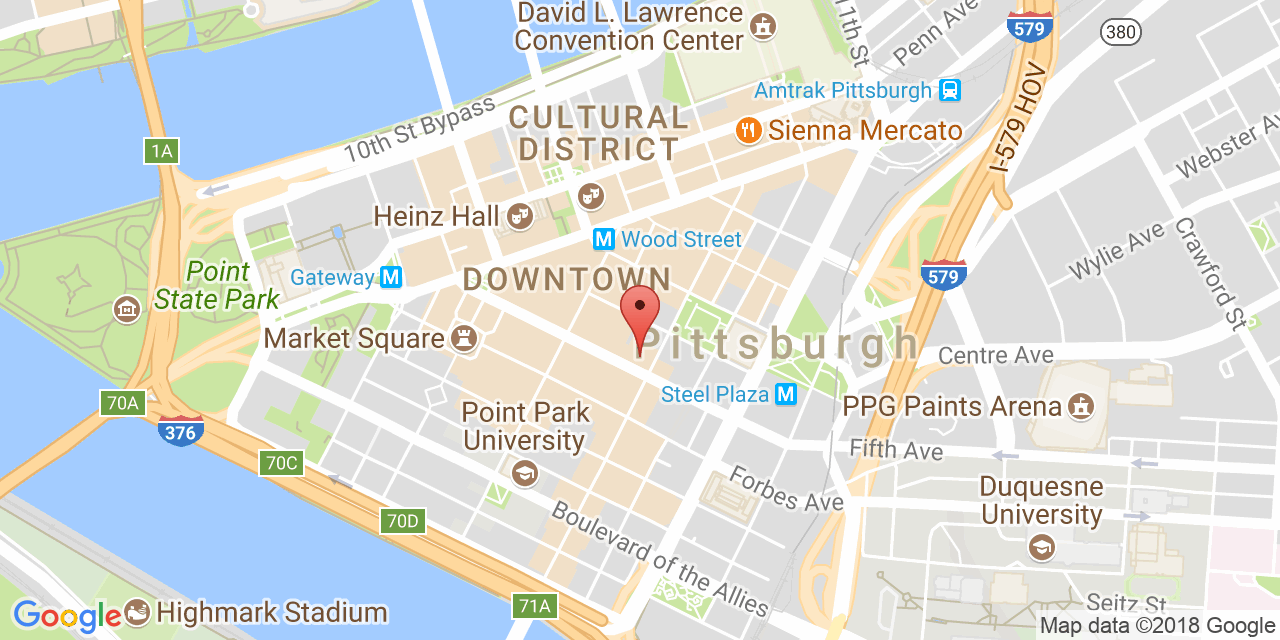 David L. Lawrence
Convention Center
11th St
Penn Ave
579
380
Amtrak Pittsburgh
I-579 HOV
10th St Bypass
CULTURAL
DISTRICT
Sienna Mercato
1A
Webster Av
Heinz Hall
M Wood Street
Wylie Ave
Crawford St
Point
State Park
Gateway M
DOWNTOWN
579
Market Square
Pittsburgh
Centre Ave
Steel Plaza M
70A
376
PPG Paints Arena
Point Park
University
Fifth Ave
70C
Forbes Ave
Duquesne
University
70D
Boulevard of the Allies
71A
Seitz St
Google
Highmark Stadium
Map data ©2018 Google